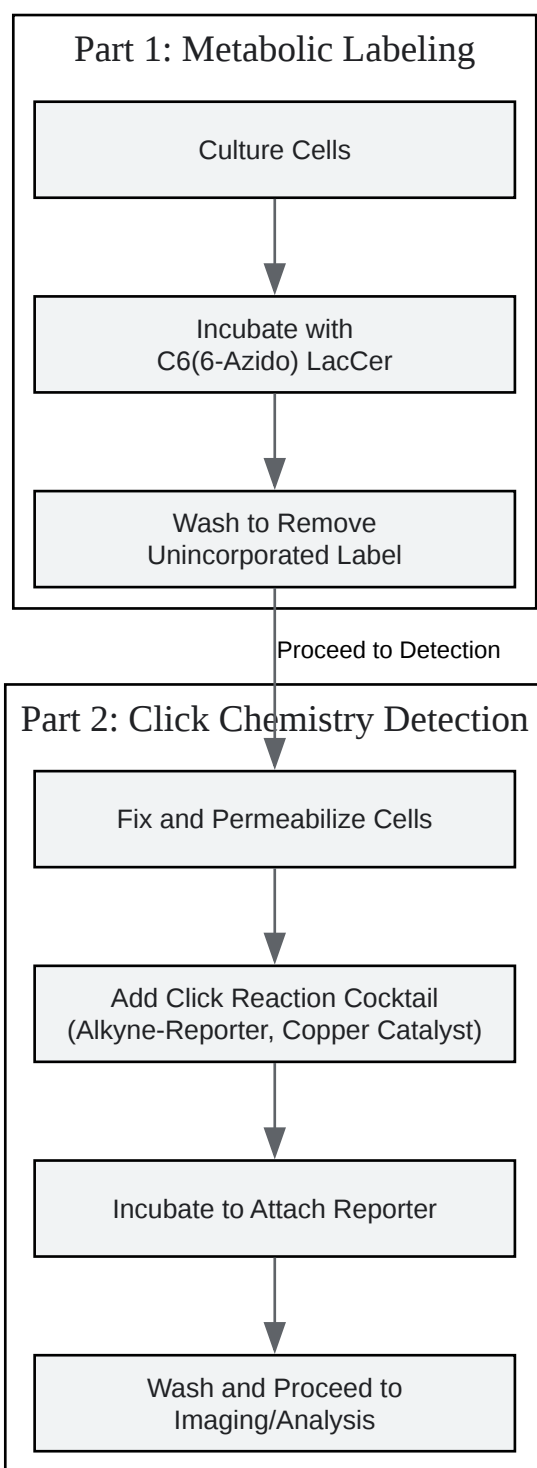 Part 1: Metabolic Labeling
Culture Cells
Incubate with
C6(6-Azido) LacCer
Wash to Remove
Unincorporated Label
Proceed to Detection
Part 2: Click Chemistry Detection
Fix and Permeabilize Cells
Add Click Reaction Cocktail
(Alkyne-Reporter, Copper Catalyst)
Incubate to Attach Reporter
Wash and Proceed to
Imaging/Analysis